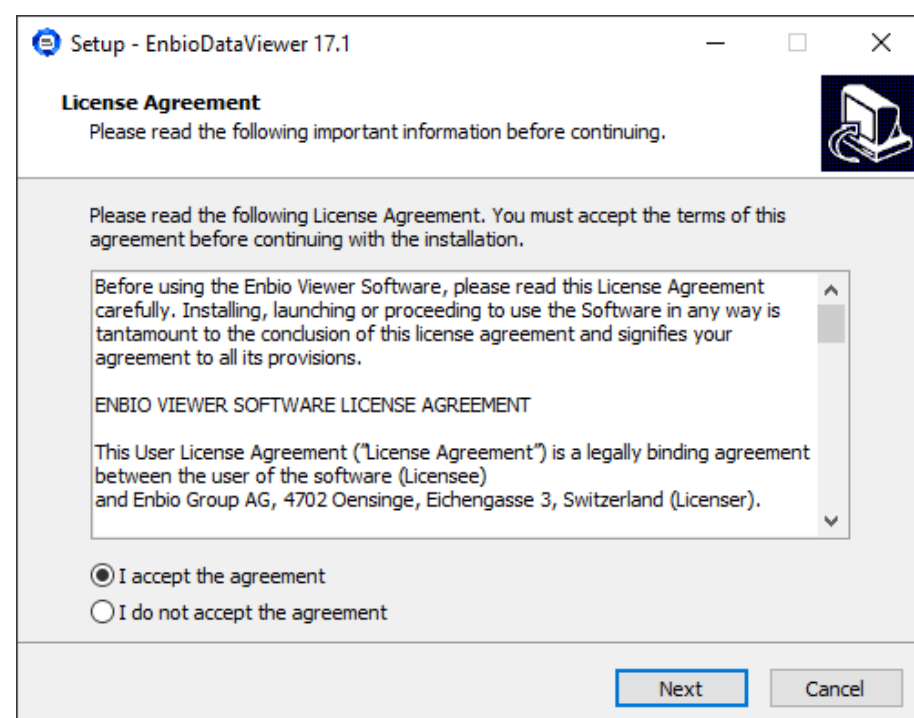 Setup - EnbioDataViewer 17.1
License Agreement
Please read the following important information before continuing.
Please read the following License Agreement. You must accept the terms of this
agreement before continuing with the installation.
Before using the Enbio Viewer Software, please read this License Agreement
carefully. Installing, launching or proceeding to use the Software in any way is
tantamount to the conclusion of this license agreement and signifies your
agreement to all its provisions.
ENBIO VIEWER SOFTWARE LICENSE AGREEMENT
This User License Agreement (“License Agreement”) is a legally binding agreement
between the user of the software (Licensee)
and Enbio Group AG, 4702 Oensinge, Eichengasse 3, Switzerland (Licenser).
I accept the agreement
I do not accept the agreement
Next Cancel